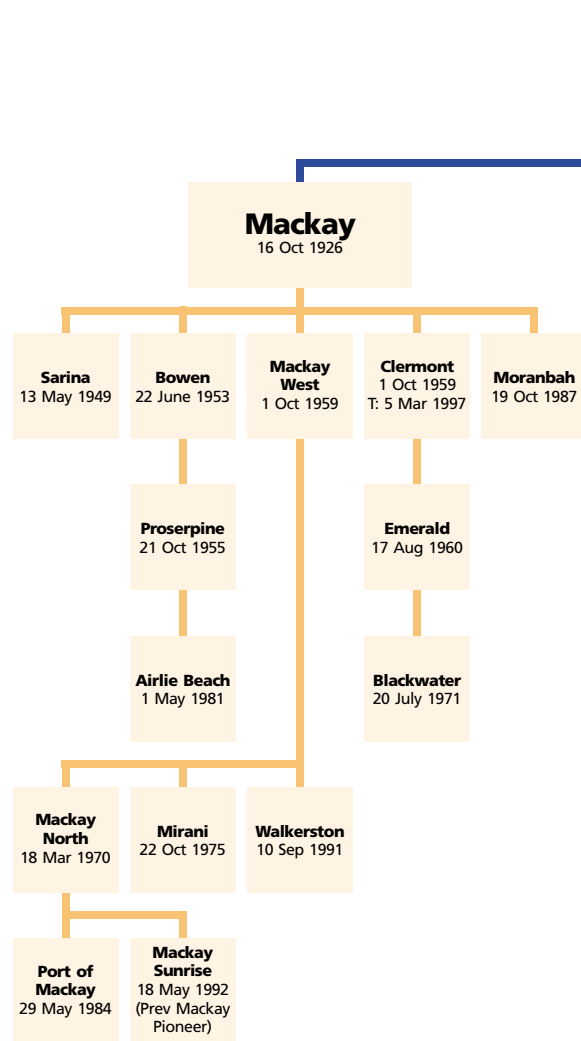 Mackay
16 Oct 1926
Sarina
13 May 1949
Bowen
22 June 1953
Mackay
West
1 Oct 1959
Clermont
1 Oct 1959
T: 5 Mar 1997
Moranbah
19 Oct 1987
Proserpine
21 Oct 1955
Emerald
17 Aug 1960
Airlie Beach
1 May 1981
Blackwater
20 July 1971
Mackay
North
18 Mar 1970
Mirani
22 Oct 1975
Walkerston
10 Sep 1991
Port of
Mackay
29 May 1984
Mackay
Sunrise
18 May 1992
(Prev Mackay
Pioneer)